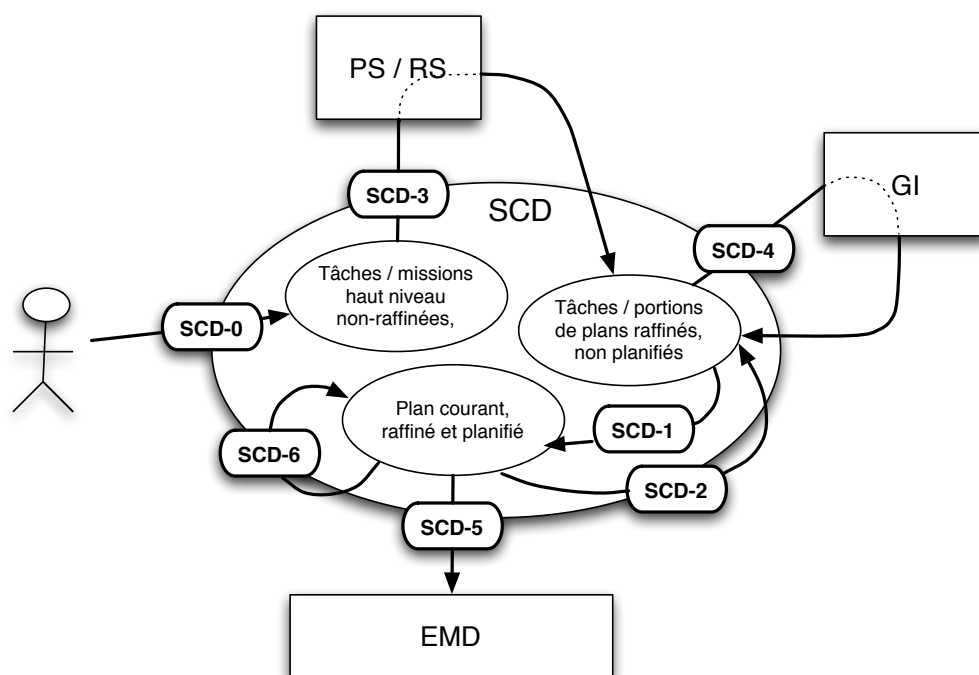 PS / RS
GI
SCD-3
SCD
SCD-4
Tâches / missions
haut niveau
non-raffinées,
Tâches / portions
de plans raffinés,
non planifiés
SCD-0
Plan courant,
raffiné et planifié
SCD-1
SCD-6
SCD-2
SCD-5
EMD